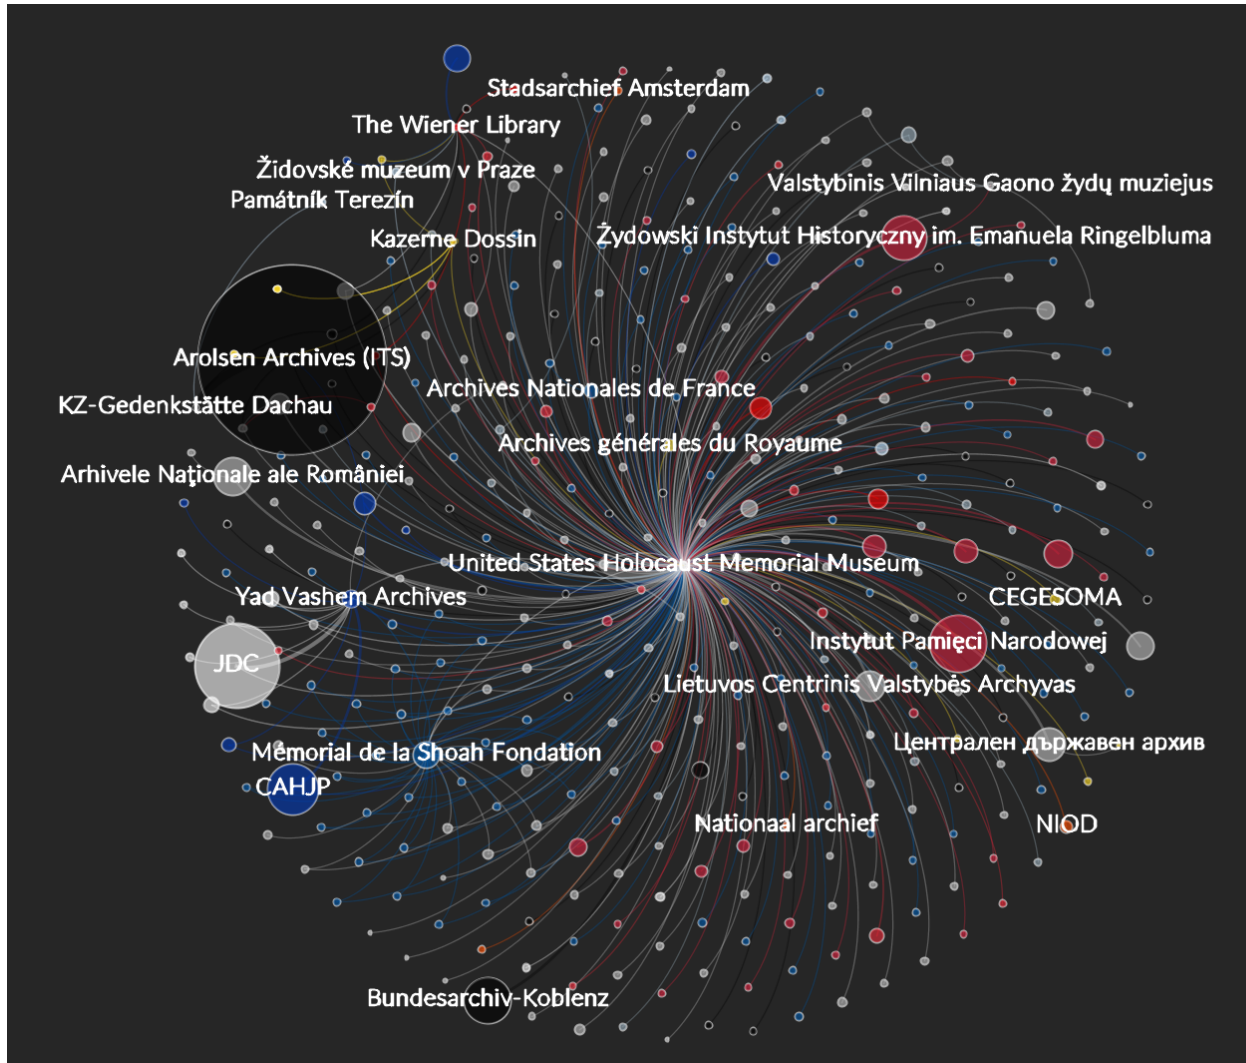 Stadsarchief Amsterdam
The Wiener Library
Židovské muzeum v Praze
Valstybinis Vilniaus Gaono žydų muziejus
Památník Terezín
Kazerne Dossin
Żydowski Instytut Historyczny im. Emanuela Ringelbluma
Arolsen Archives (ITS)
Archives Nationales de France
KZ-Gedenkstätte Dachau
Archives générales du Royaume
Arhivele Naţionale ale României
United States Holocaust Memorial Museum
Yad Vashem Archives
CEGESOMA
Instytut Pamięci Narodowej
JDC
Lietuvos Centrinis Valstybės Archyvas
Централен държавен архив
Mémorial de la Shoah Fondation
CAHJP
Nationaal archief
NIOD
Bundesarchiv-Koblenz